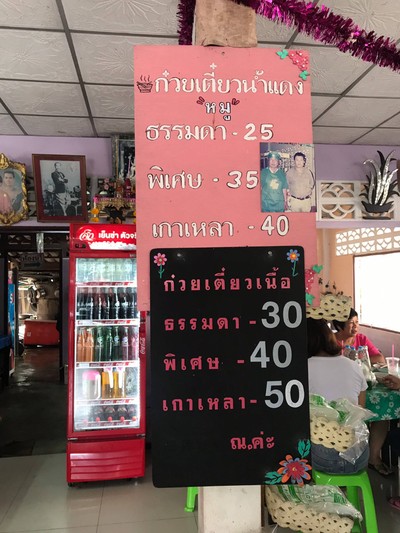 ก๋วยเตี๋ยวน้ำแดง
หมู
ธรรมดา - 25
พิเศษ - 35
เกาเหลา - 40
ก๋วยเตี๋ยวเนื้อ
ธรรมดา - 30
พิเศษ - 40
เกาเหลา - 50
ณ.ค่ะ